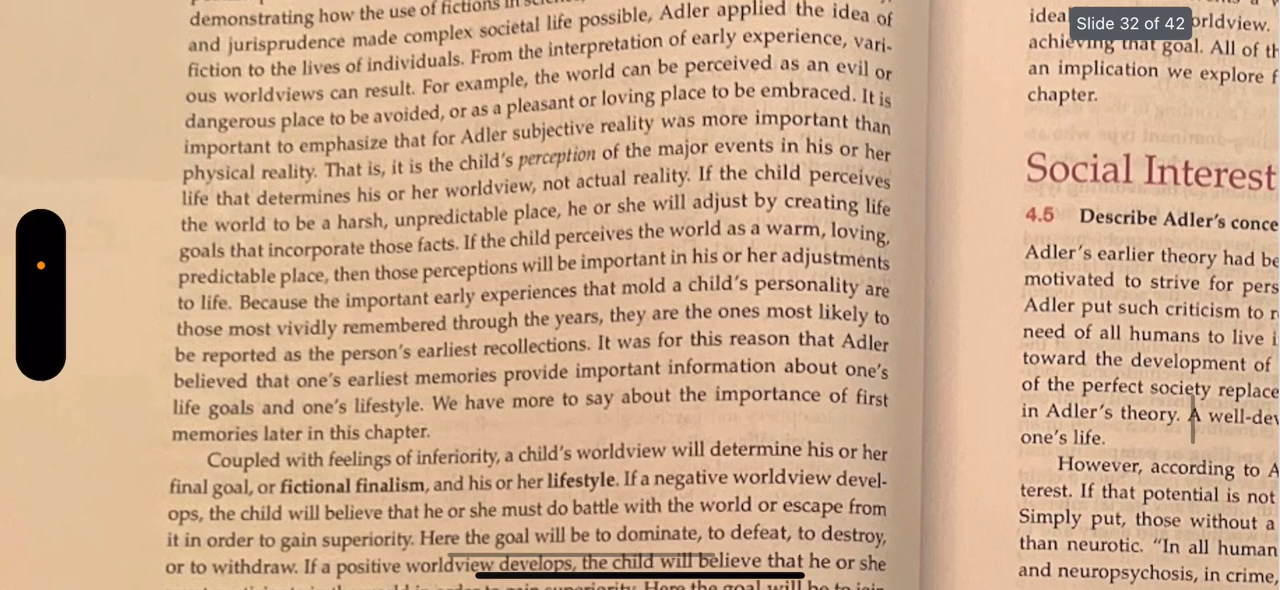 demonstrating how the use of fictions in science,
and jurisprudence made complex societal life possible, Adler applied the idea of
fiction to the lives of individuals. From the interpretation of early experience, vari-
ous worldviews can result. For example, the world can be perceived as an evil or
dangerous place to be avoided, or as a pleasant or loving place to be embraced. It is
important to emphasize that for Adler subjective reality was more important than
physical reality. That is, it is the child's perception of the major events in his or her
life that determines his or her worldview, not actual reality. If the child perceives
the world to be a harsh, unpredictable place, he or she will adjust by creating life
goals that incorporate those facts. If the child perceives the world as a warm, loving,
predictable place, then those perceptions will be important in his or her adjustments
to life. Because the important early experiences that mold a child's personality are
those most vividly remembered through the years, they are the ones most likely to
be reported as the person's earliest recollections. It was for this reason that Adler
believed that one's earliest memories provide important information about one's
life goals and one's lifestyle. We have more to say about the importance of first
memories later in this chapter.
Coupled with feelings of inferiority, a child's worldview will determine his or her
final goal, or fictional finalism, and his or her lifestyle. If a negative worldview devel-
ops, the child will believe that he or she must do battle with the world or escape from
it in order to gain superiority. Here the goal will be to dominate, to defeat, to destroy,
or to withdraw. If a positive worldview develops, the child will believe that he or she
gain superiority. Here the goal will be to join,
Slide 32 of 42
orldview.
achieving that goal. All of th
an implication we explore f
chapter.
Social Interest
4.5 Describe Adler's conce
Adler's earlier theory had be
motivated to strive for pers
Adler put such criticism to r
need of all humans to live i
toward the development of
of the perfect society replace
in Adler's theory. A well-dev
one's life.
However, according to A
terest. If that potential is not
Simply put, those without a
than neurotic. "In all human
and neuropsychosis, in crime,